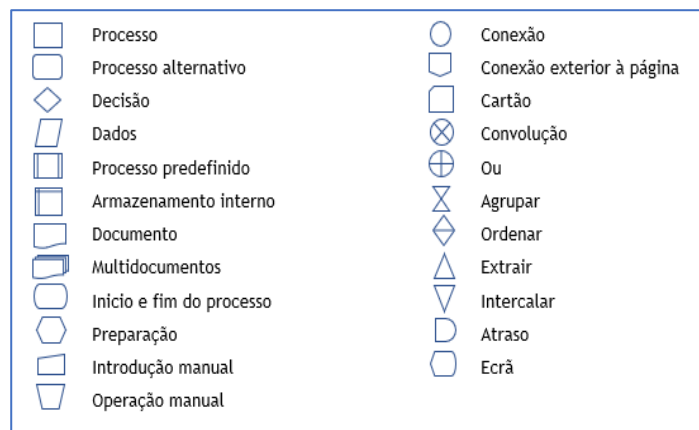 Processo
Processo alternativo
Decisão
Dados
Processo predefinido
Armazenamento interno
Documento
Multidocumentos
Inicio e fim do processo
Preparação
Introdução manual
Operação manual
Conexão
Conexão exterior à página
Cartão
Convolução
Ou
Agrupar
Ordenar
Extrair
Intercalar
Atraso
Ecrã